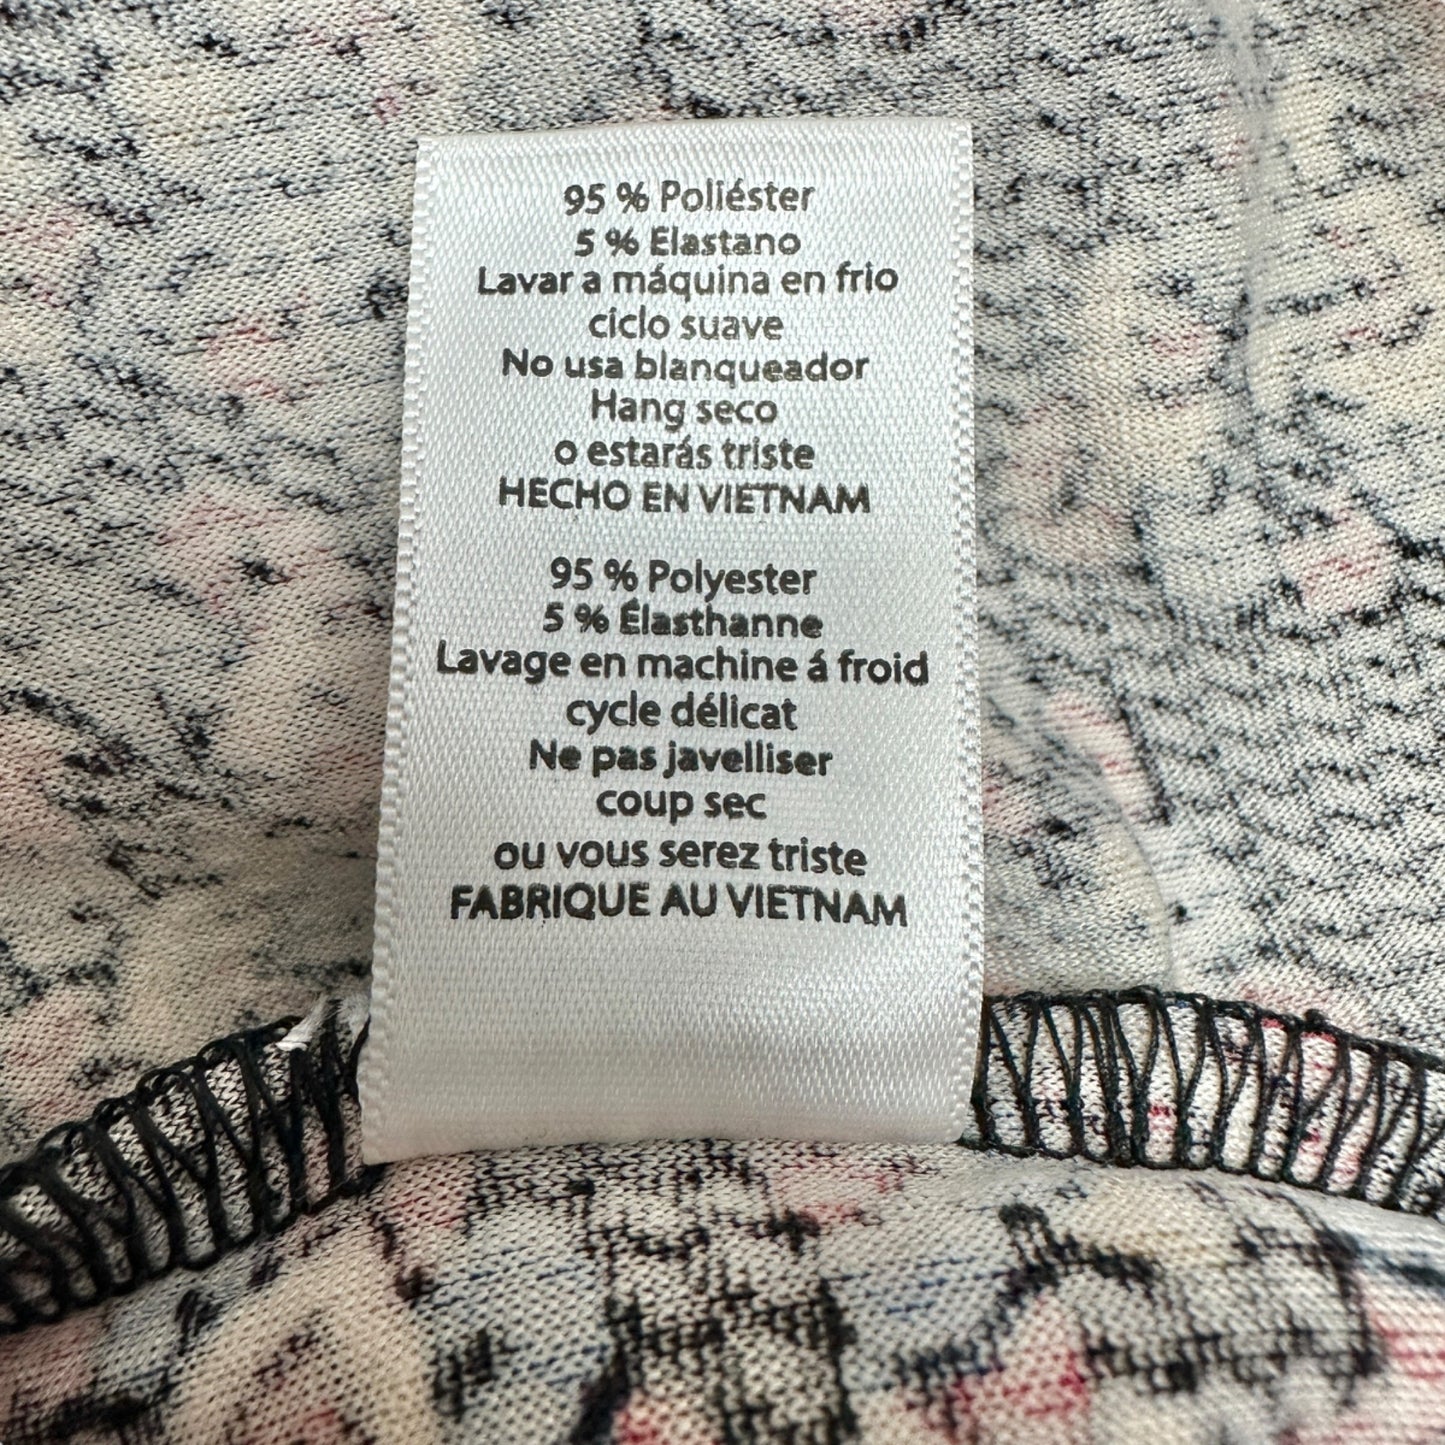 95 % Poliéster
5 % Elastano
Lavar a máquina en frio
ciclo suave
No usa blanqueador
Hang seco
o estarás triste
HECHO EN VIETNAM
95 % Polyester
5 % Élasthanne
Lavage en machine á froid
cycle délicat
Ne pas javelliser
coup sec
ou vous serez triste
FABRIQUE AU VIETNAM